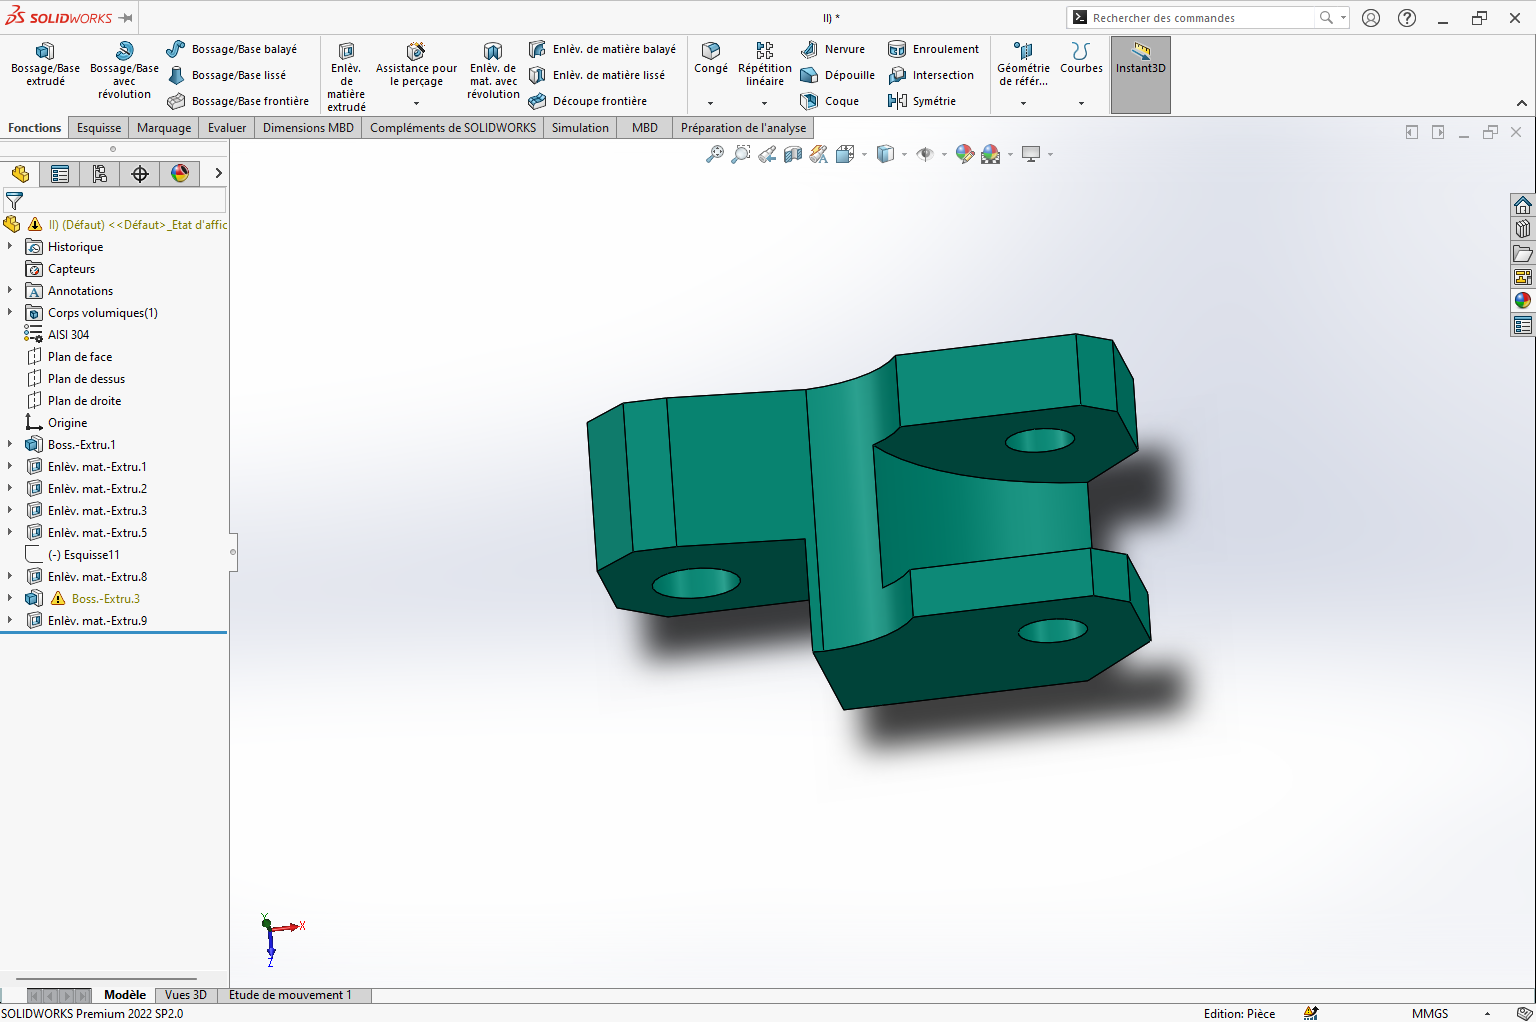 SOLIDWORKS
II) *
Rechercher des commandes
Bossage/Base
extrudé
Bossage/Base
avec
révolution
Bossage/Base balayé
Bossage/Base lissé
Bossage/Base frontière
Enlèv.
de
matière
extrudé
Assistance pour
le perçage
Enlèv. de
mat. avec
révolution
Enlèv. de matière balayé
Enlèv. de matière lissé
Découpe frontière
Congé
Répétition
linéaire
Nervure
Dépouille
Coque
Enroulement
Intersection
Symétrie
Géométrie
de référ...
Courbes
Instant3D
Fonctions
Esquisse
Marquage
Evaluer
Dimensions MBD
Compléments de SOLIDWORKS
Simulation
MBD
Préparation de l'analyse
II) (Défaut) <<Défaut>_Etat d'affic
Historique
Capteurs
Annotations
Corps volumiques(1)
AISI 304
Plan de face
Plan de dessus
Plan de droite
Origine
Boss.-Extru.1
Enlèv. mat.-Extru.1
Enlèv. mat.-Extru.2
Enlèv. mat.-Extru.3
Enlèv. mat.-Extru.5
(-) Esquisse11
Enlèv. mat.-Extru.8
Boss.-Extru.3
Enlèv. mat.-Extru.9
Y
X
Z
Modèle
Vues 3D
Etude de mouvement 1
SOLIDWORKS Premium 2022 SP2.0
Edition: Pièce
MMGS